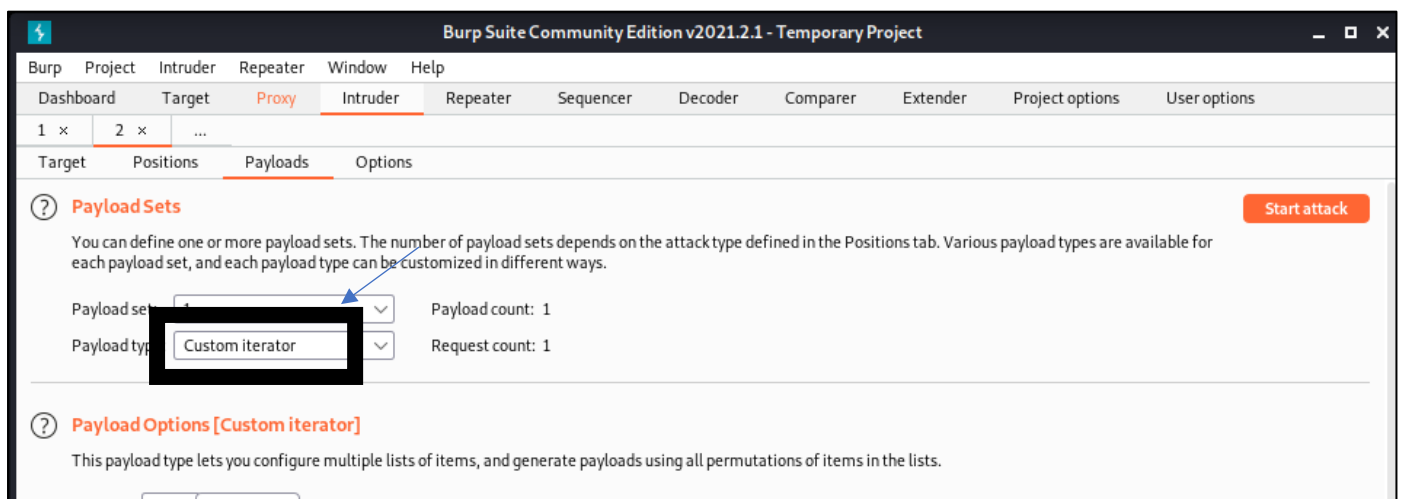 Burp Suite Community Edition v2021.2.1 - Temporary Project
Burp Project Intruder Repeater Window Help
Dashboard Target Proxy Intruder Repeater Sequencer Decoder Comparer Extender Project options User options
1 × 2 × ...
Target Positions Payloads Options
? Payload Sets Start attack
You can define one or more payload sets. The number of payload sets depends on the attack type defined in the Positions tab. Various payload types are available for
each payload set, and each payload type can be customized in different ways.
Payload set: Payload count: 1
Payload typ Custom iterator Request count: 1
? Payload Options [Custom iterator]
This payload type lets you configure multiple lists of items, and generate payloads using all permutations of items in the lists.